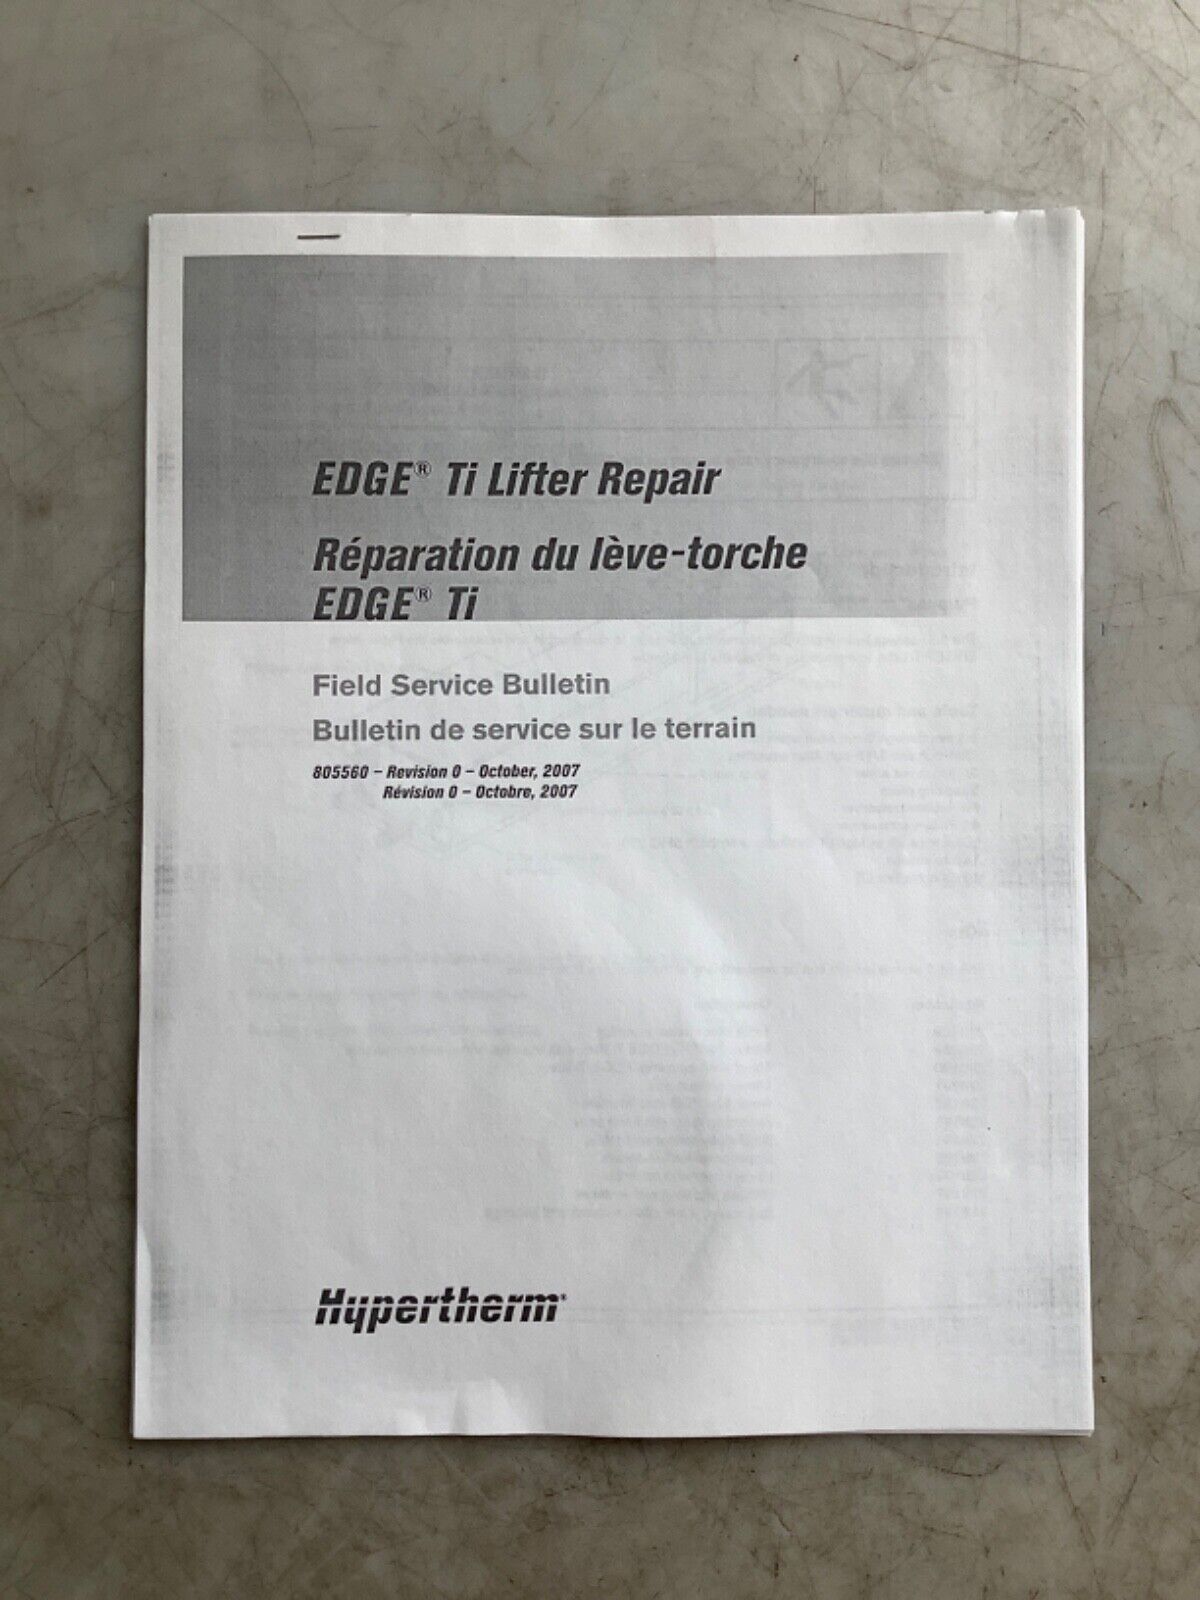 EDGE® Ti Lifter Repair
Réparation du lève-torche
EDGE® Ti
Field Service Bulletin
Bulletin de service sur le terrain
805560 – Revision 0 – October, 2007
Révision 0 – Octobre, 2007
Hypertherm®